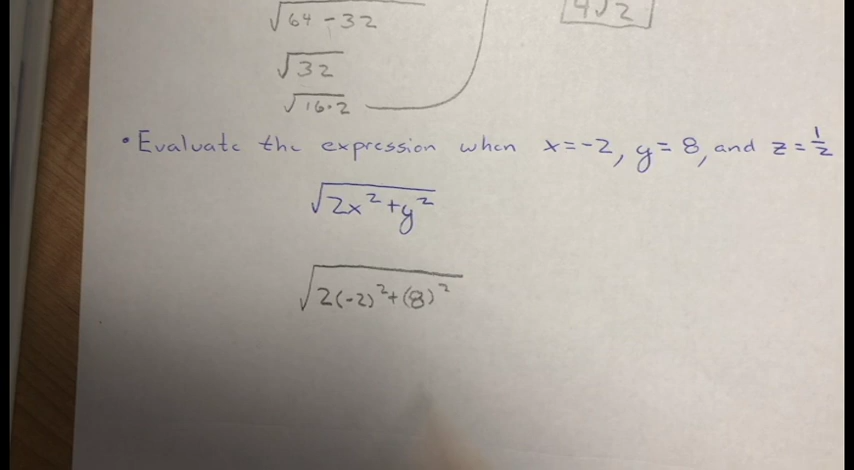 √64 - 32
4√2
√32
√16·2
• Evaluate the expression when x=-2, y=8, and z=1/2
√2x²+y²
√2(-2)²+(8)²